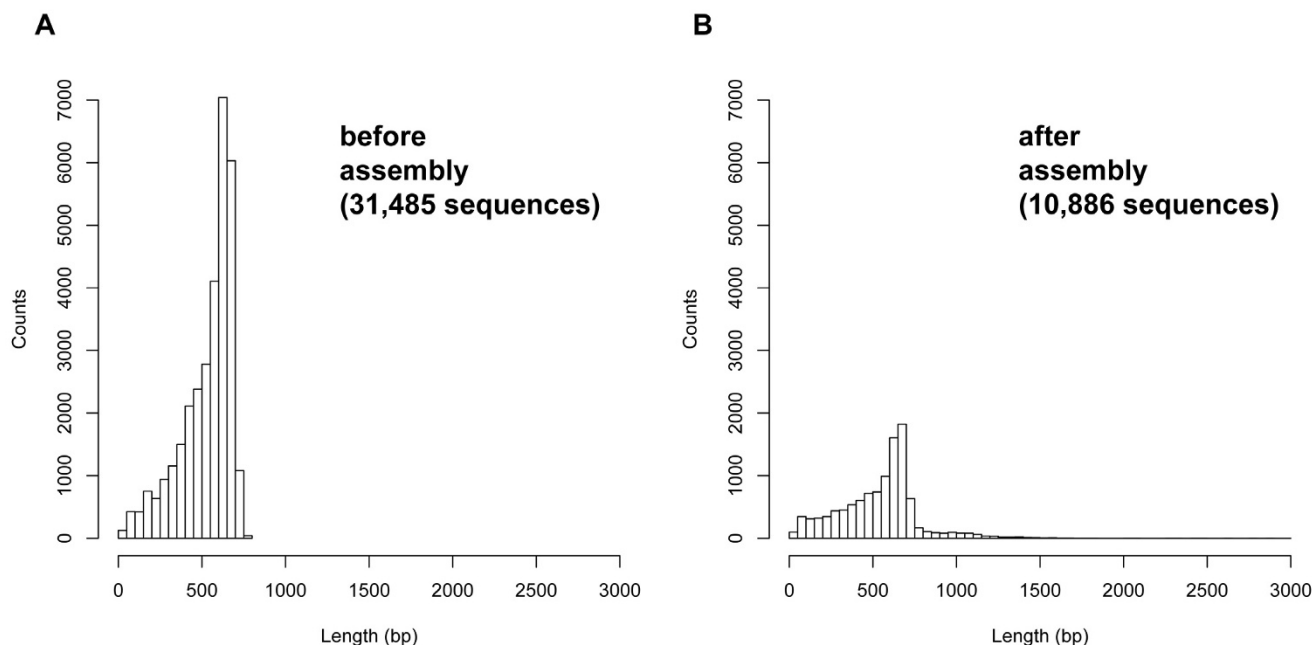 A
before
assembly
(31,485 sequences)
Counts
7000
6000
5000
4000
3000
2000
1000
0
0 500 1000 1500 2000 2500 3000
Length (bp)
B
after
assembly
(10,886 sequences)
Counts
7000
6000
5000
4000
3000
2000
1000
0
0 500 1000 1500 2000 2500 3000
Length (bp)